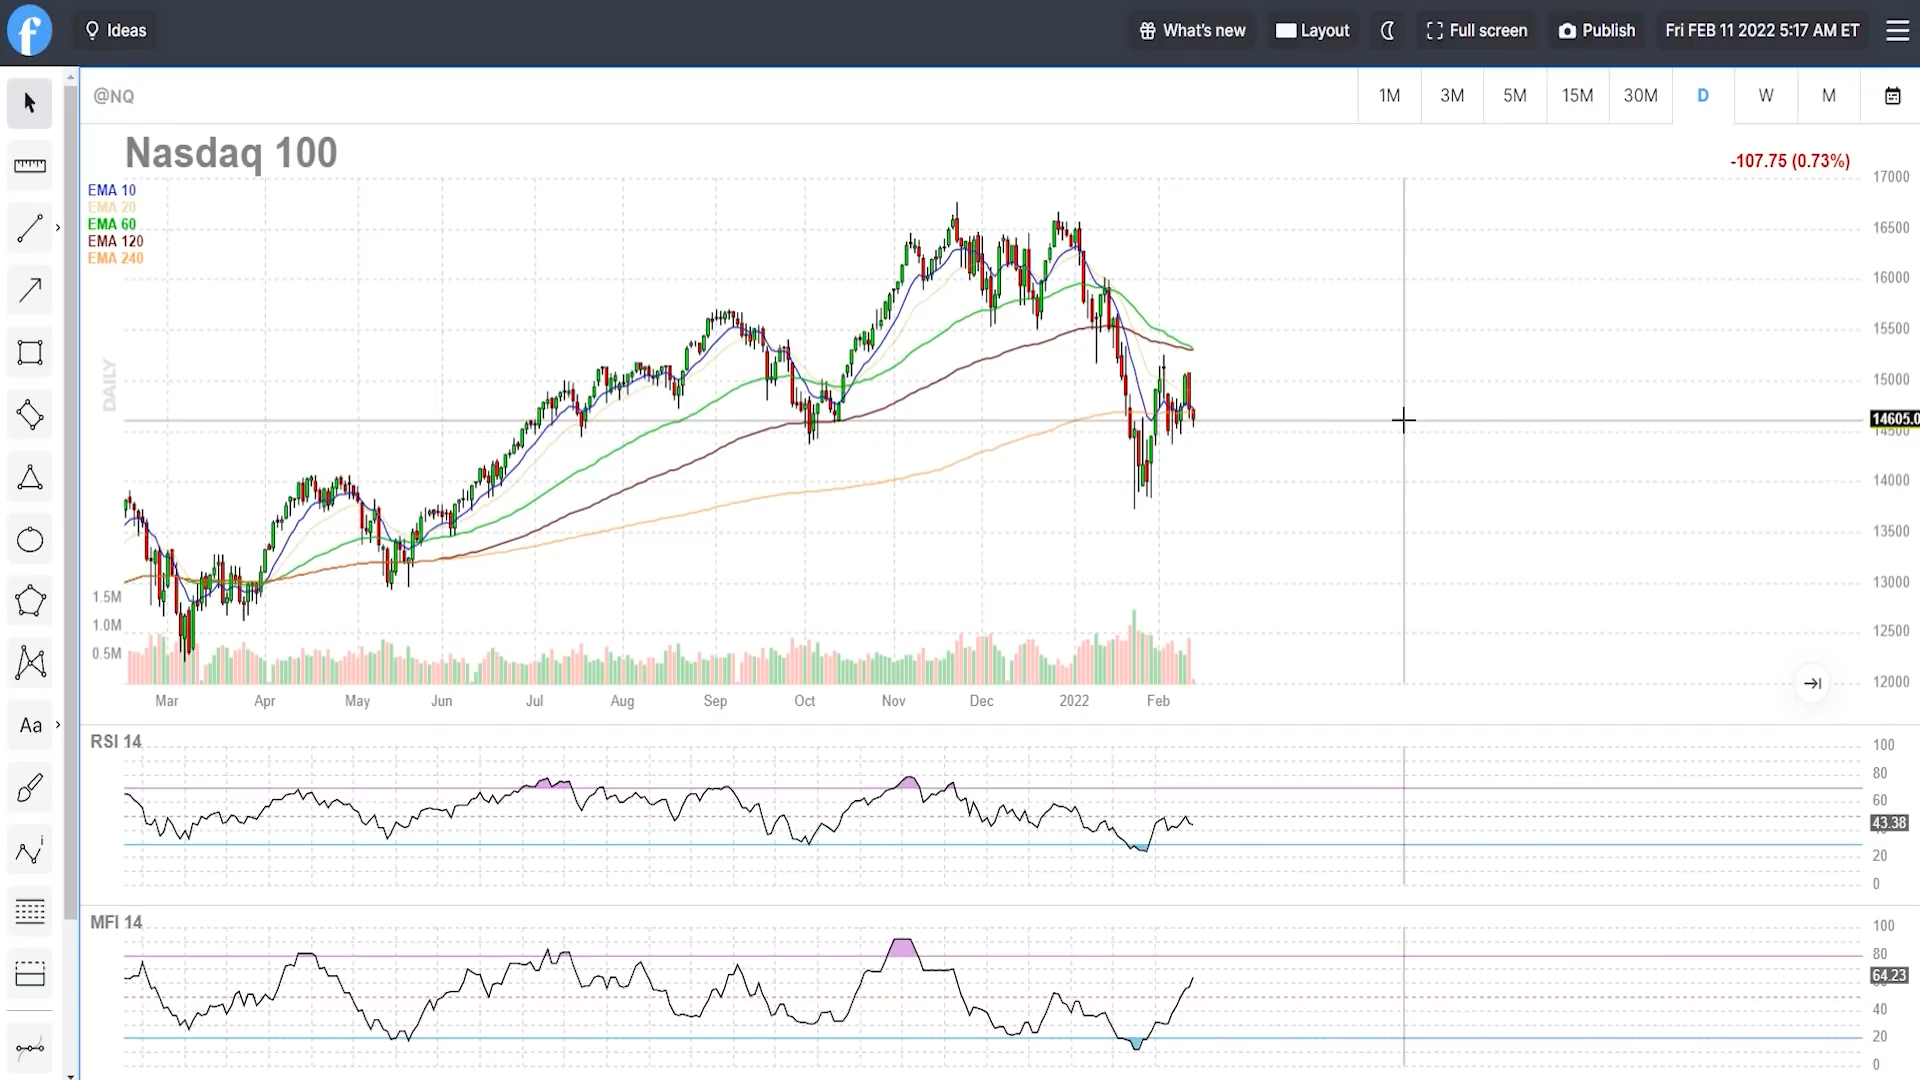 f Ideas What's new Layout Full screen Publish Fri FEB 11 2022 5:17 AM ET
@NQ 1M 3M 5M 15M 30M D W M
Nasdaq 100
-107.75 (0.73%)
EMA 10
EMA 20
EMA 60
EMA 120
EMA 240
DAILY
17000
16500
16000
15500
15000
14605.0
14500
14000
13500
13000
12500
12000
1.5M
1.0M
0.5M
Mar Apr May Jun Jul Aug Sep Oct Nov Dec 2022 Feb
Aa
RSI 14
100
80
60
43.38
20
0
MFI 14
100
80
64.23
40
20
0